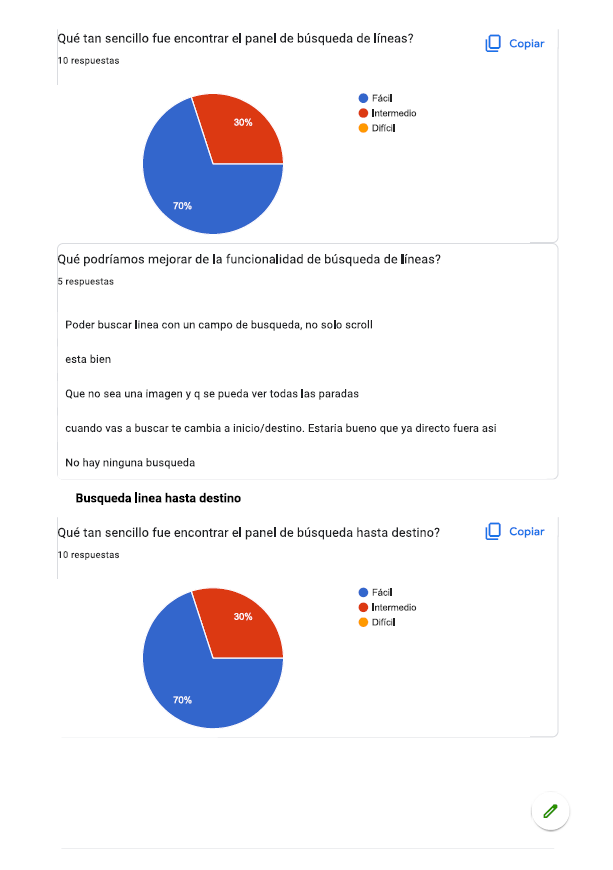 Qué tan sencillo fue encontrar el panel de búsqueda de líneas?
Copiar
10 respuestas
Fácil
Intermedio
Difícil
30%
70%
Qué podríamos mejorar de la funcionalidad de búsqueda de líneas?
5 respuestas
Poder buscar linea con un campo de busqueda, no solo scroll
esta bien
Que no sea una imagen y q se pueda ver todas las paradas
cuando vas a buscar te cambia a inicio/destino. Estaria bueno que ya directo fuera asi
No hay ninguna busqueda
Busqueda linea hasta destino
Qué tan sencillo fue encontrar el panel de búsqueda hasta destino?
Copiar
10 respuestas
Fácil
Intermedio
Difícil
30%
70%